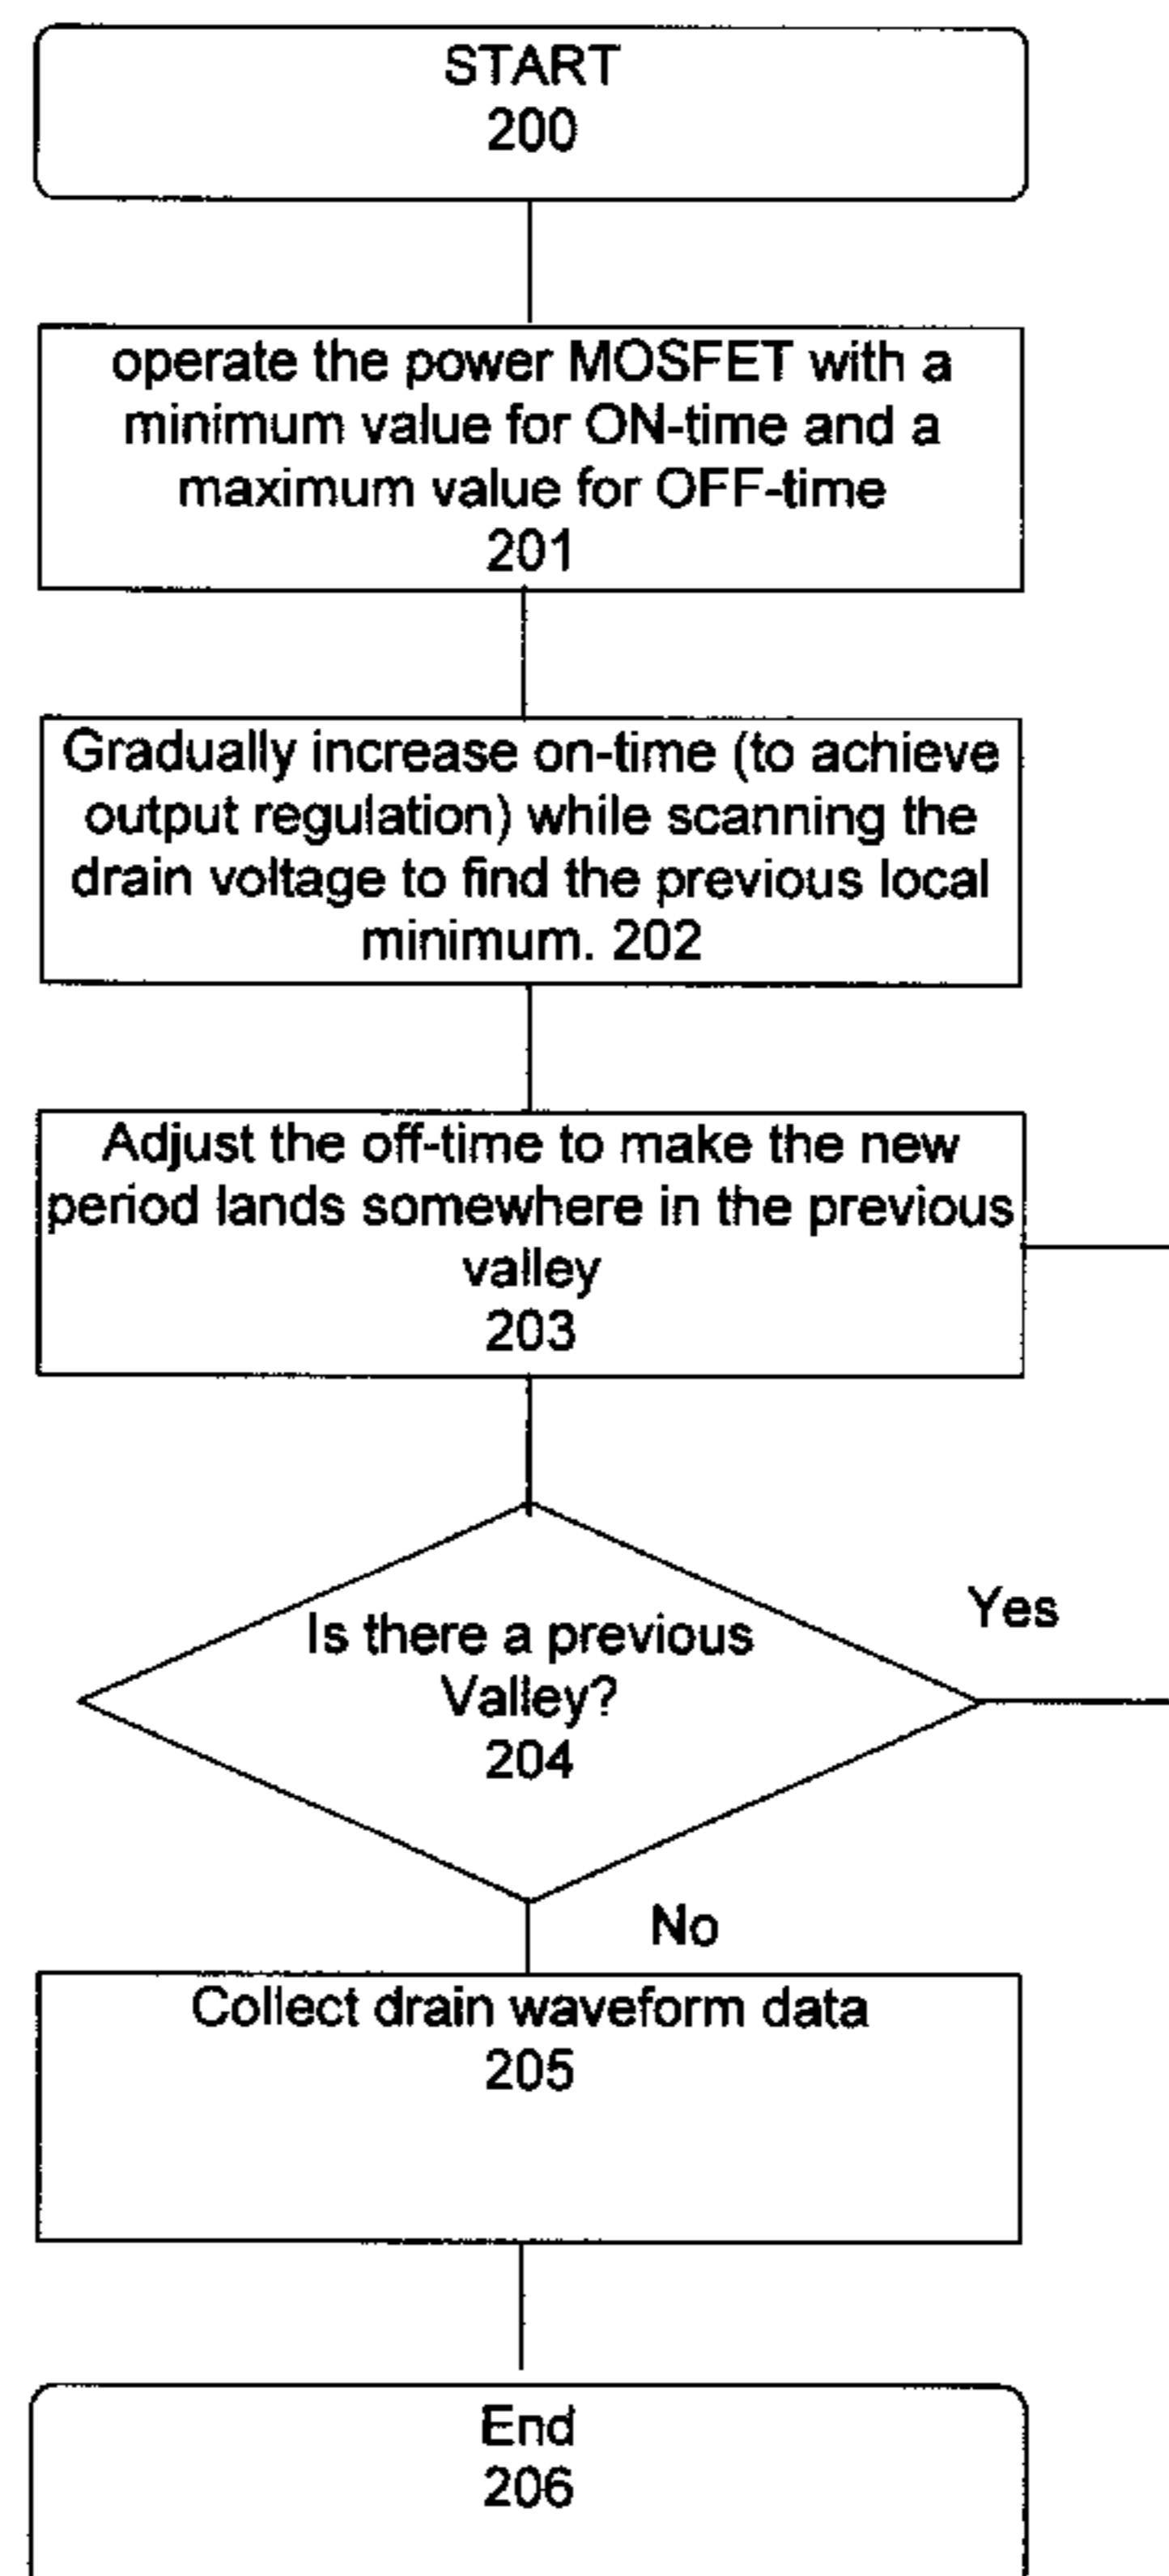 START
200
operate the power MOSFET with a
minimum value for ON-time and a
maximum value for OFF-time
201
Gradually increase on-time (to achieve
output regulation) while scanning the
drain voltage to find the previous local
minimum. 202
Adjust the off-time to make the new
period lands somewhere in the previous
valley
203
Yes
Is there a previous
Valley?
204
No
Collect drain waveform data
205
End
206